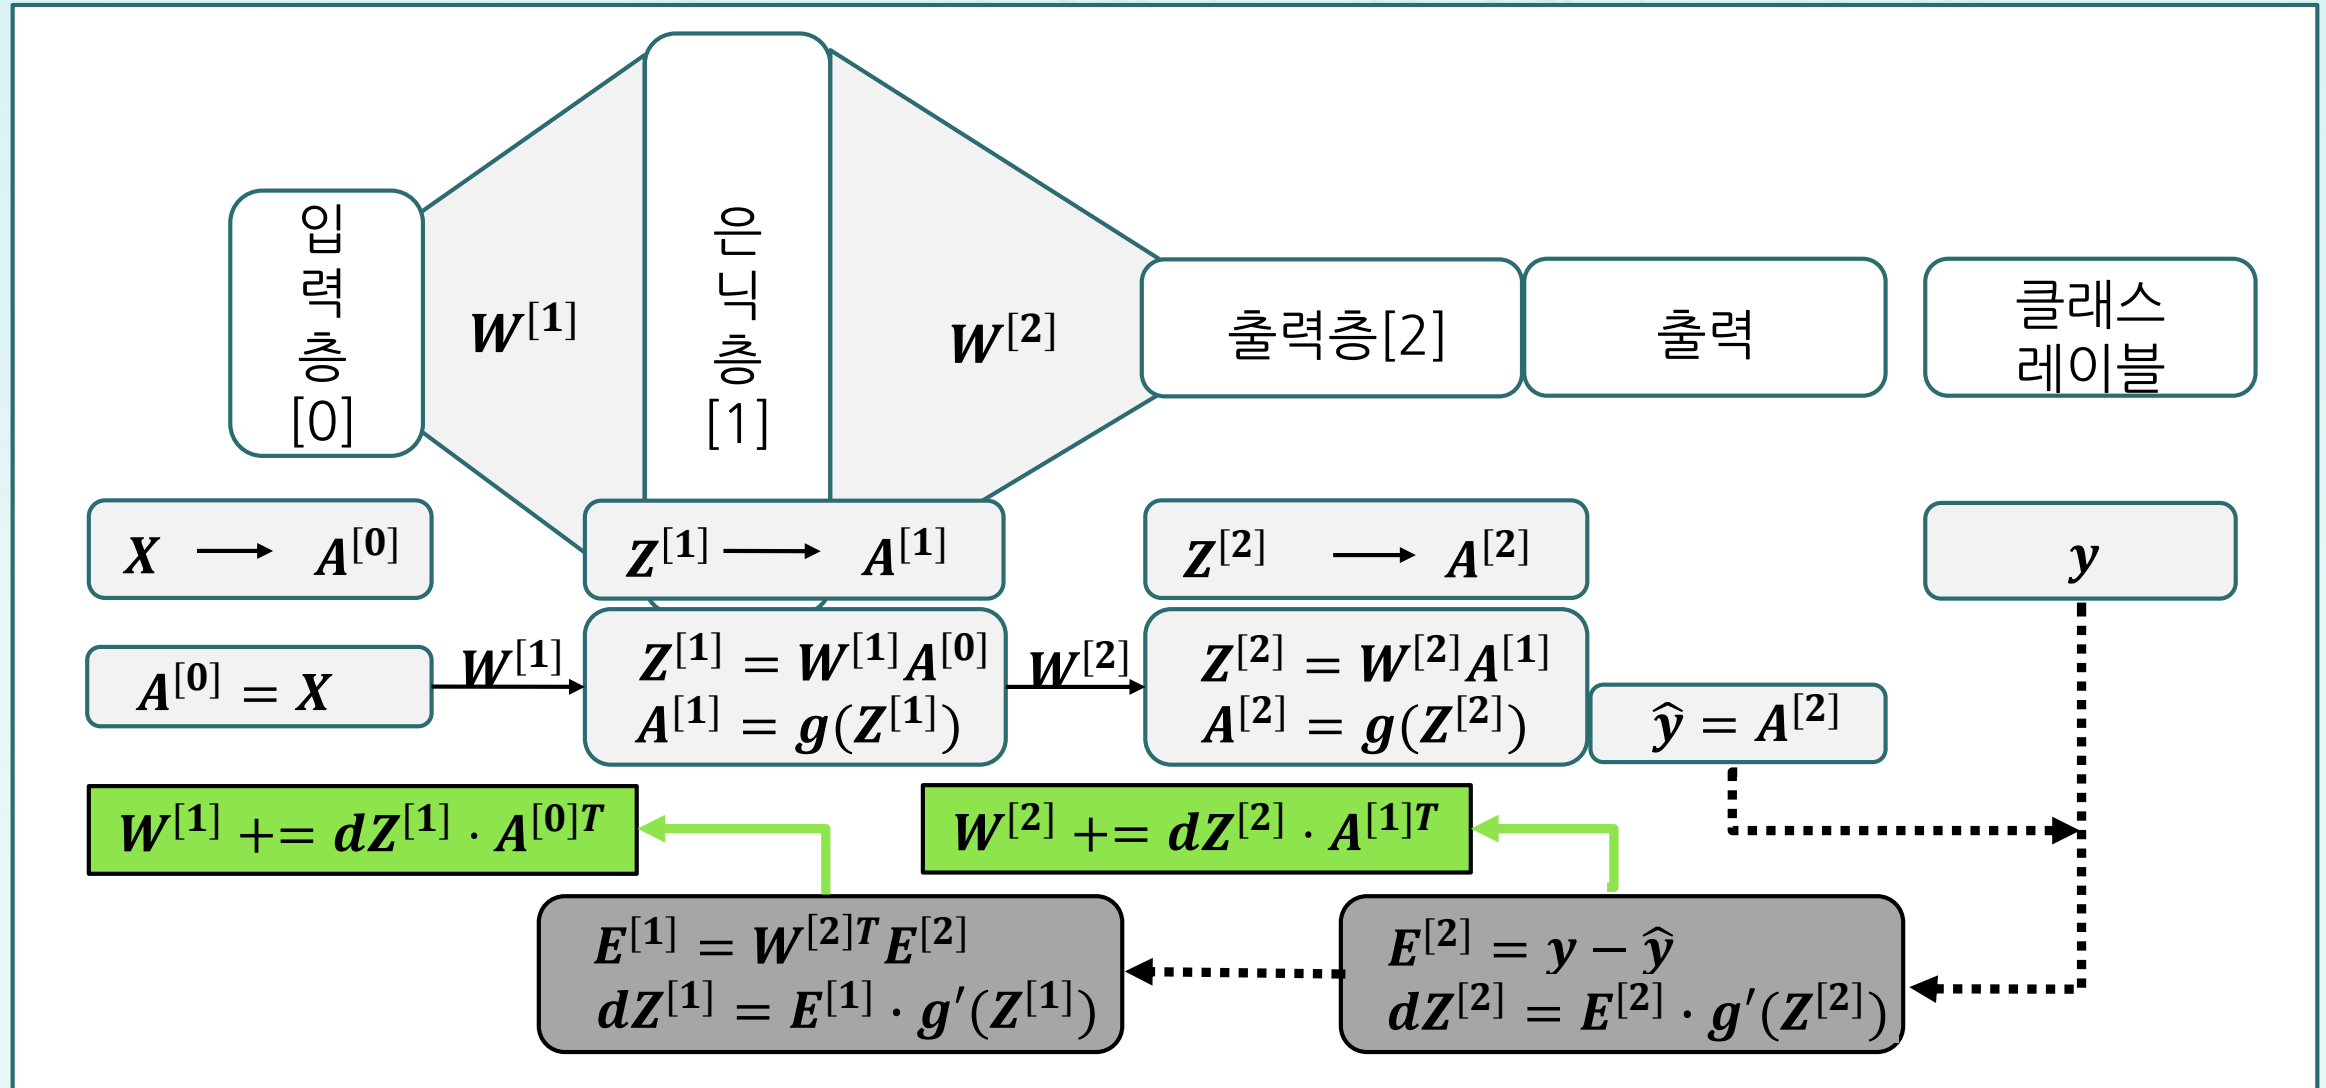 입
력
층
[0]
W^[1]
은
닉
층
[1]
W^[2]
출력층[2]
출력
클래스
레이블
X → A^[0]
Z^[1] → A^[1]
Z^[2] → A^[2]
y
A^[0] = X
W^[1]
Z^[1] = W^[1]A^[0]
A^[1] = g(Z^[1])
W^[2]
Z^[2] = W^[2]A^[1]
A^[2] = g(Z^[2])
ŷ = A^[2]
W^[1] += dZ^[1] · A^[0]T
W^[2] += dZ^[2] · A^[1]T
E^[1] = W^[2]T E^[2]
dZ^[1] = E^[1] · g′(Z^[1])
E^[2] = y − ŷ
dZ^[2] = E^[2] · g′(Z^[2])